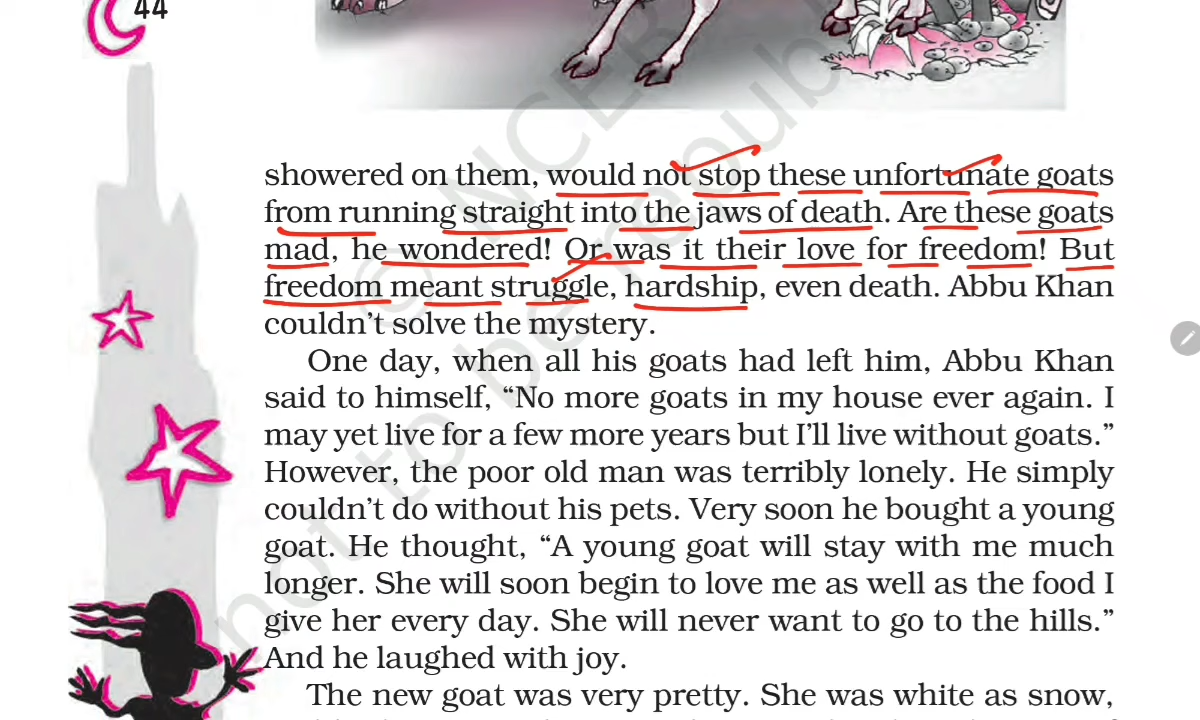 44
showered on them, would not stop these unfortunate goats
from running straight into the jaws of death. Are these goats
mad, he wondered! Or was it their love for freedom! But
freedom meant struggle, hardship, even death. Abbu Khan
couldn’t solve the mystery.
One day, when all his goats had left him, Abbu Khan
said to himself, “No more goats in my house ever again. I
may yet live for a few more years but I’ll live without goats.”
However, the poor old man was terribly lonely. He simply
couldn’t do without his pets. Very soon he bought a young
goat. He thought, “A young goat will stay with me much
longer. She will soon begin to love me as well as the food I
give her every day. She will never want to go to the hills.”
And he laughed with joy.
The new goat was very pretty. She was white as snow,
© NCER
not to be republ